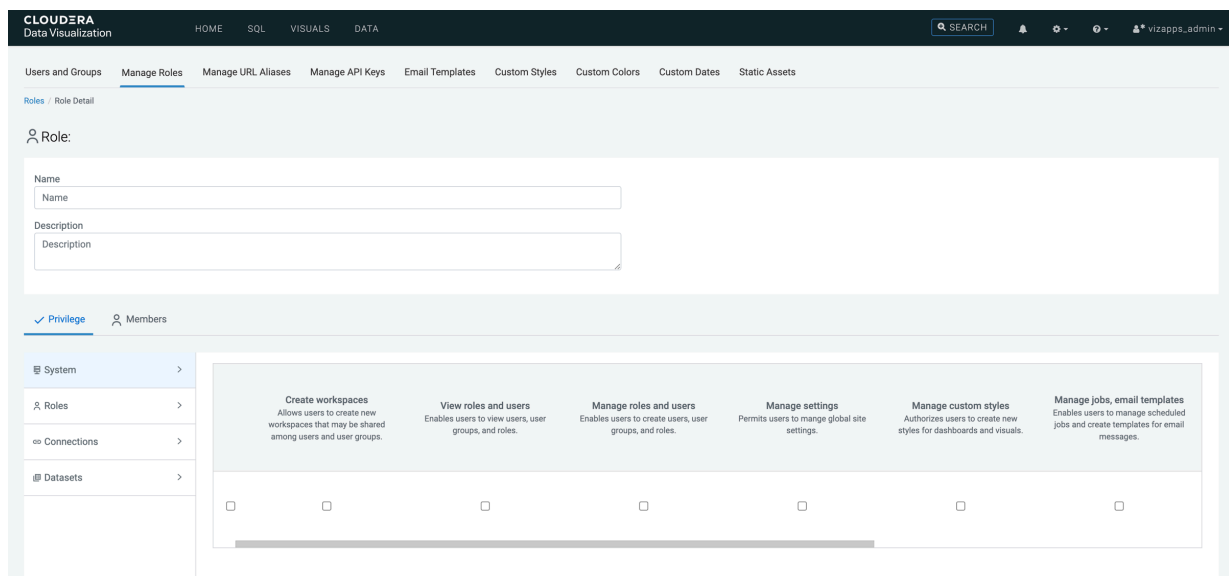 CLOUDERA
Data Visualization
HOME SQL VISUALS DATA
SEARCH
vizapps_admin
Users and Groups Manage Roles Manage URL Aliases Manage API Keys Email Templates Custom Styles Custom Colors Custom Dates Static Assets
Roles / Role Detail
Role:
Name
Name
Description
Description
Privilege Members
System
Roles
Connections
Datasets
Create workspaces
Allows users to create new
workspaces that may be shared
among users and user groups.
View roles and users
Enables users to view users, user
groups, and roles.
Manage roles and users
Enables users to create users, user
groups, and roles.
Manage settings
Permits users to mange global site
settings.
Manage custom styles
Authorizes users to create new
styles for dashboards and visuals.
Manage jobs, email templates
Enables users to manage scheduled
jobs and create templates for email
messages.